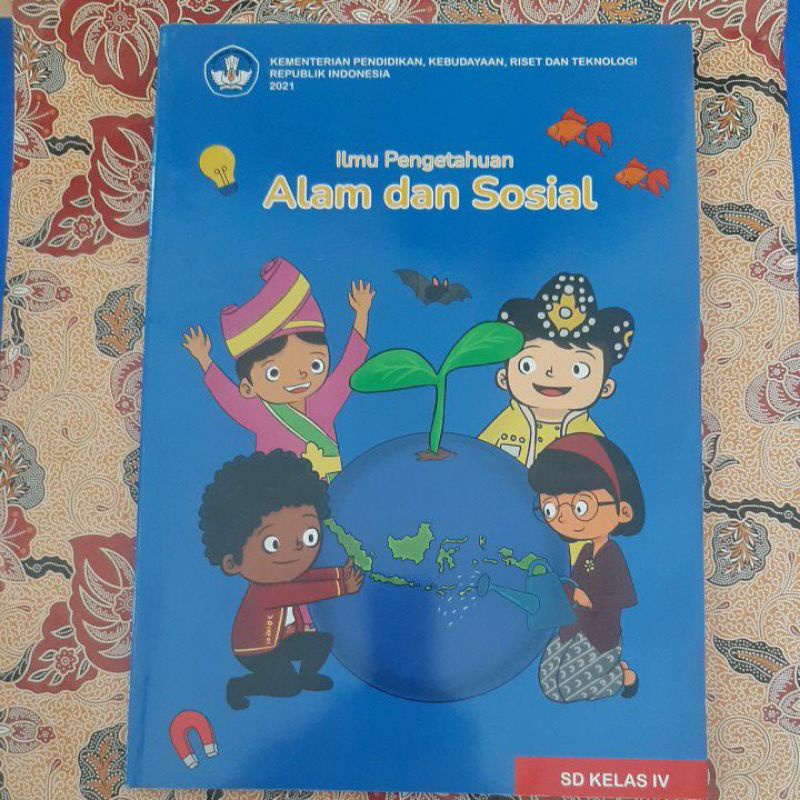 KEMENTERIAN PENDIDIKAN, KEBUDAYAAN, RISET DAN TEKNOLOGI
REPUBLIK INDONESIA
2021
Ilmu Pengetahuan
Alam dan Sosial
SD KELAS IV